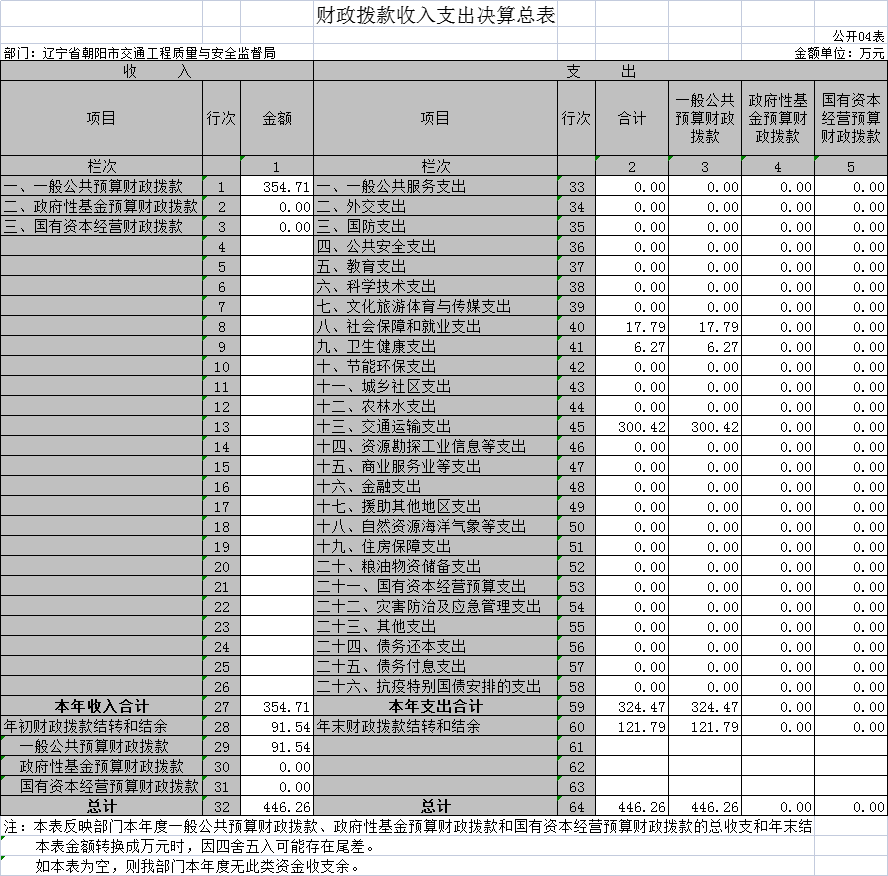 财政拨款收入支出决算总表
公开04表
部门：辽宁省朝阳市交通工程质量与安全监督局 金额单位：万元
收 入 支 出
项目 行次 金额 项目 行次 合计 一般公共预算财政拨款 政府性基金预算财政拨款 国有资本经营预算财政拨款
栏次 1 栏次 2 3 4 5
一、一般公共预算财政拨款 1 354.71 一、一般公共服务支出 33 0.00 0.00 0.00 0.00
二、政府性基金预算财政拨款 2 0.00 二、外交支出 34 0.00 0.00 0.00 0.00
三、国有资本经营财政拨款 3 0.00 三、国防支出 35 0.00 0.00 0.00 0.00
4 四、公共安全支出 36 0.00 0.00 0.00 0.00
5 五、教育支出 37 0.00 0.00 0.00 0.00
6 六、科学技术支出 38 0.00 0.00 0.00 0.00
7 七、文化旅游体育与传媒支出 39 0.00 0.00 0.00 0.00
8 八、社会保障和就业支出 40 17.79 17.79 0.00 0.00
9 九、卫生健康支出 41 6.27 6.27 0.00 0.00
10 十、节能环保支出 42 0.00 0.00 0.00 0.00
11 十一、城乡社区支出 43 0.00 0.00 0.00 0.00
12 十二、农林水支出 44 0.00 0.00 0.00 0.00
13 十三、交通运输支出 45 300.42 300.42 0.00 0.00
14 十四、资源勘探工业信息等支出 46 0.00 0.00 0.00 0.00
15 十五、商业服务业等支出 47 0.00 0.00 0.00 0.00
16 十六、金融支出 48 0.00 0.00 0.00 0.00
17 十七、援助其他地区支出 49 0.00 0.00 0.00 0.00
18 十八、自然资源海洋气象等支出 50 0.00 0.00 0.00 0.00
19 十九、住房保障支出 51 0.00 0.00 0.00 0.00
20 二十、粮油物资储备支出 52 0.00 0.00 0.00 0.00
21 二十一、国有资本经营预算支出 53 0.00 0.00 0.00 0.00
22 二十二、灾害防治及应急管理支出 54 0.00 0.00 0.00 0.00
23 二十三、其他支出 55 0.00 0.00 0.00 0.00
24 二十四、债务还本支出 56 0.00 0.00 0.00 0.00
25 二十五、债务付息支出 57 0.00 0.00 0.00 0.00
26 二十六、抗疫特别国债安排的支出 58 0.00 0.00 0.00 0.00
本年收入合计 27 354.71 本年支出合计 59 324.47 324.47 0.00 0.00
年初财政拨款结转和结余 28 91.54 年末财政拨款结转和结余 60 121.79 121.79 0.00 0.00
一般公共预算财政拨款 29 91.54 61
政府性基金预算财政拨款 30 0.00 62
国有资本经营预算财政拨款 31 0.00 63
总计 32 446.26 总计 64 446.26 446.26 0.00 0.00
注：本表反映部门本年度一般公共预算财政拨款、政府性基金预算财政拨款和国有资本经营预算财政拨款的总收支和年末结
本表金额转换成万元时，因四舍五入可能存在尾差。
如本表为空，则我部门本年度无此类资金收支余。